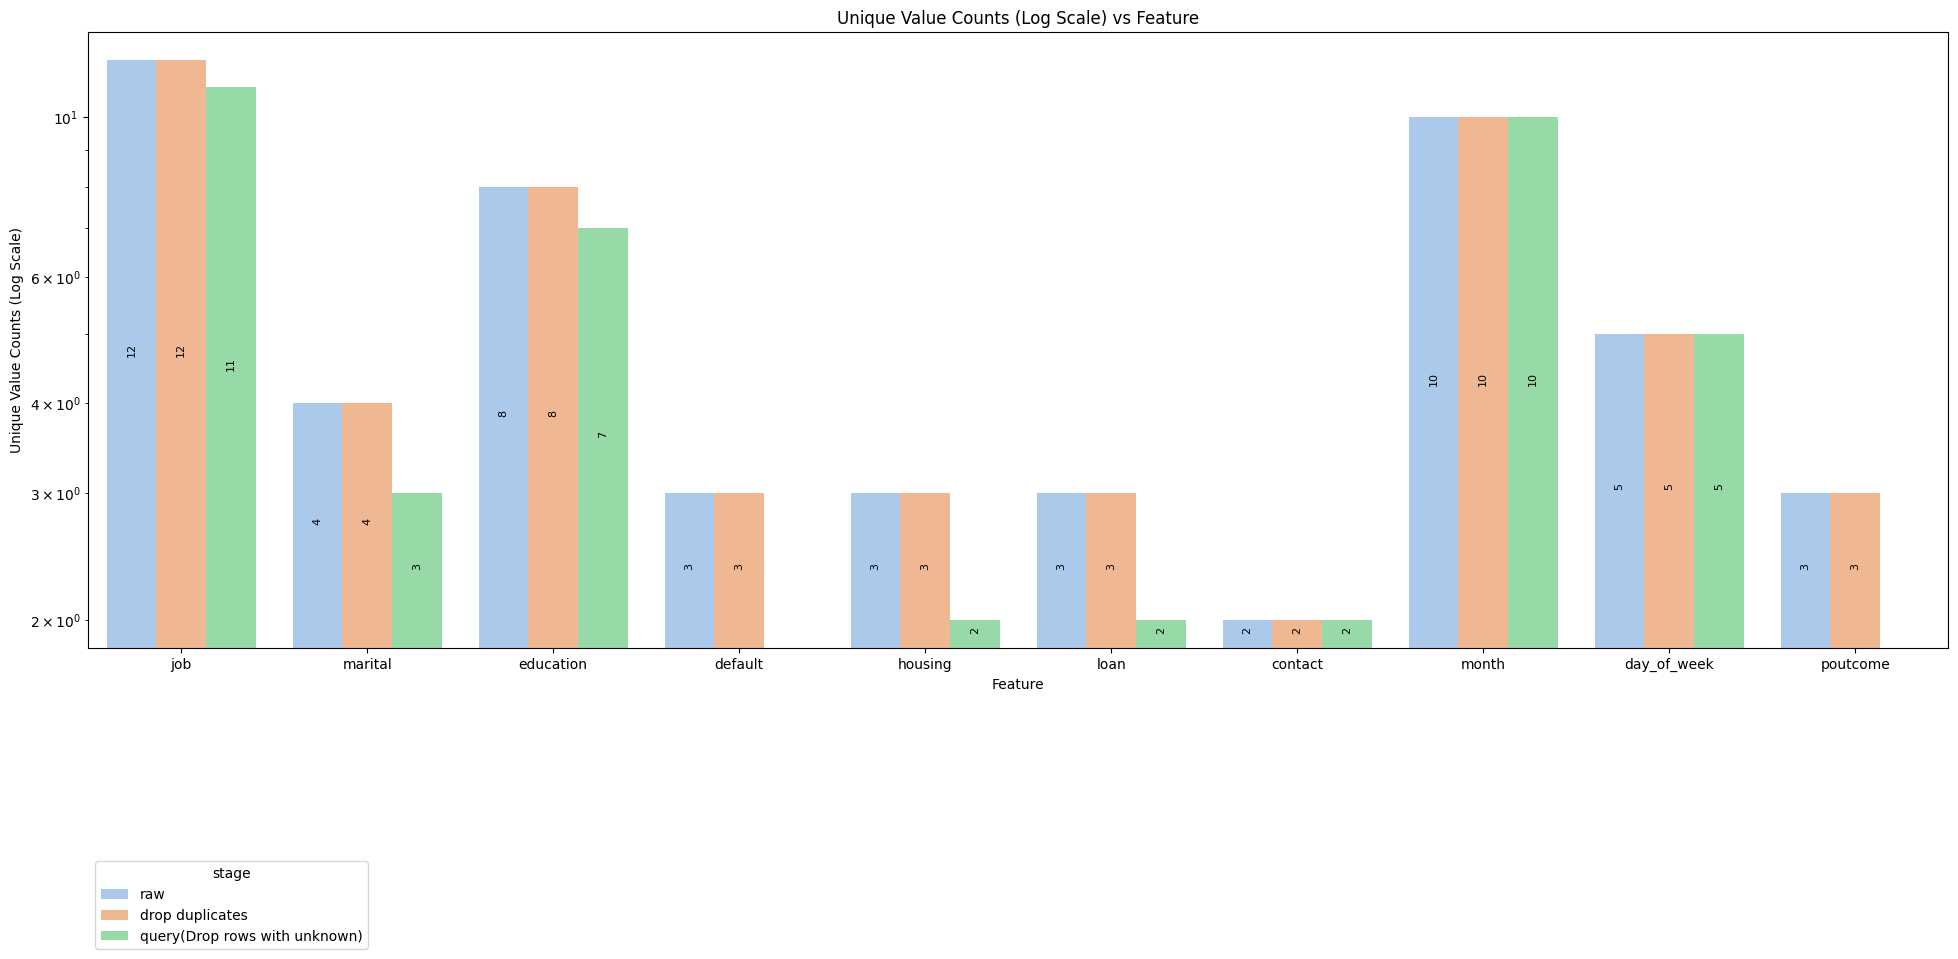 Unique Value Counts (Log Scale) vs Feature
Unique Value Counts (Log Scale)
10¹
6 × 10⁰
4 × 10⁰
3 × 10⁰
2 × 10⁰
12 12 11
4 4 3
8 8 7
3 3
3 3 2
3 3 2
2 2 2
10 10 10
5 5 5
3 3
job marital education default housing loan contact month day_of_week poutcome
Feature
stage
raw
drop duplicates
query(Drop rows with unknown)